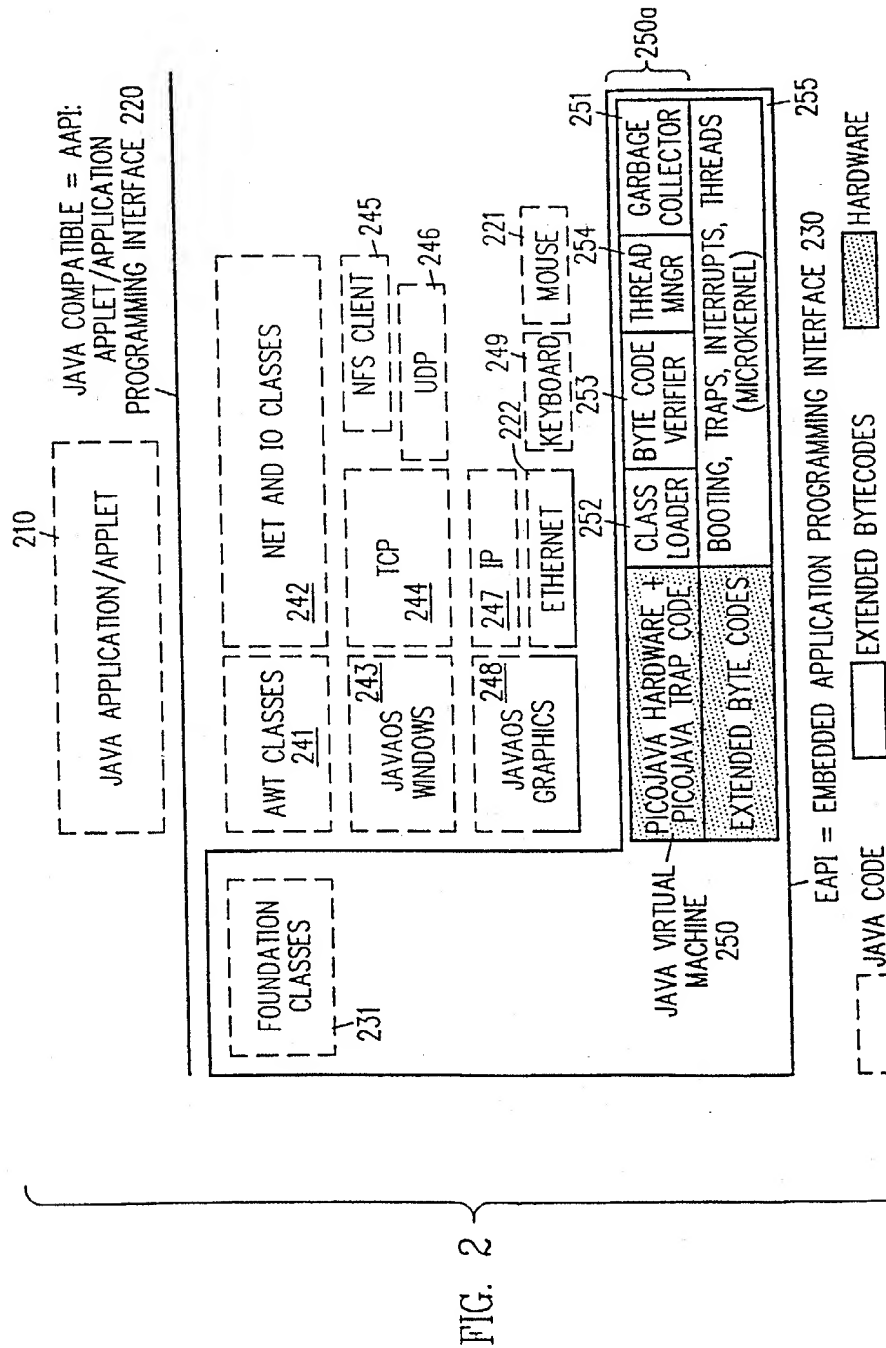 210
JAVA APPLICATION/APPLET
JAVA COMPATIBLE = AAPI:
APPLET/APPLICATION
PROGRAMMING INTERFACE 220
FOUNDATION
CLASSES
231
AWT CLASSES
241
NET AND IO CLASSES
242
243
JAVAOS
WINDOWS
TCP
244
NFS CLIENT
245
UDP
246
248
JAVAOS
GRAPHICS
247 IP
ETHERNET
222
249
KEYBOARD
221
MOUSE
JAVA VIRTUAL
MACHINE
250
PICOJAVA HARDWARE +
PICOJAVA TRAP CODE
EXTENDED BYTE CODES
252
CLASS
LOADER
253
BYTE CODE
VERIFIER
254
THREAD
MNGR
251
GARBAGE
COLLECTOR
250a
BOOTING, TRAPS, INTERRUPTS, THREADS
(MICROKERNEL)
255
EAPI = EMBEDDED APPLICATION PROGRAMMING INTERFACE 230
JAVA CODE
EXTENDED BYTECODES
HARDWARE
FIG. 2